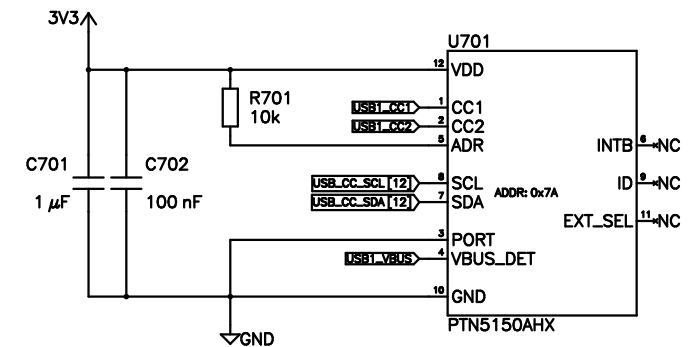 3V3
U701
12 VDD
R701
10k
USB1_CC1 1 CC1
USB1_CC2 2 CC2
5 ADR
INTB 6 NC
C701
1 µF
C702
100 nF
USB_CC_SCL [12] 8 SCL
ADDR: 0x7A
ID 9 NC
USB_CC_SDA [12] 7 SDA
EXT_SEL 11 NC
3 PORT
USB1_VBUS 4 VBUS_DET
10 GND
PTN5150AHX
GND